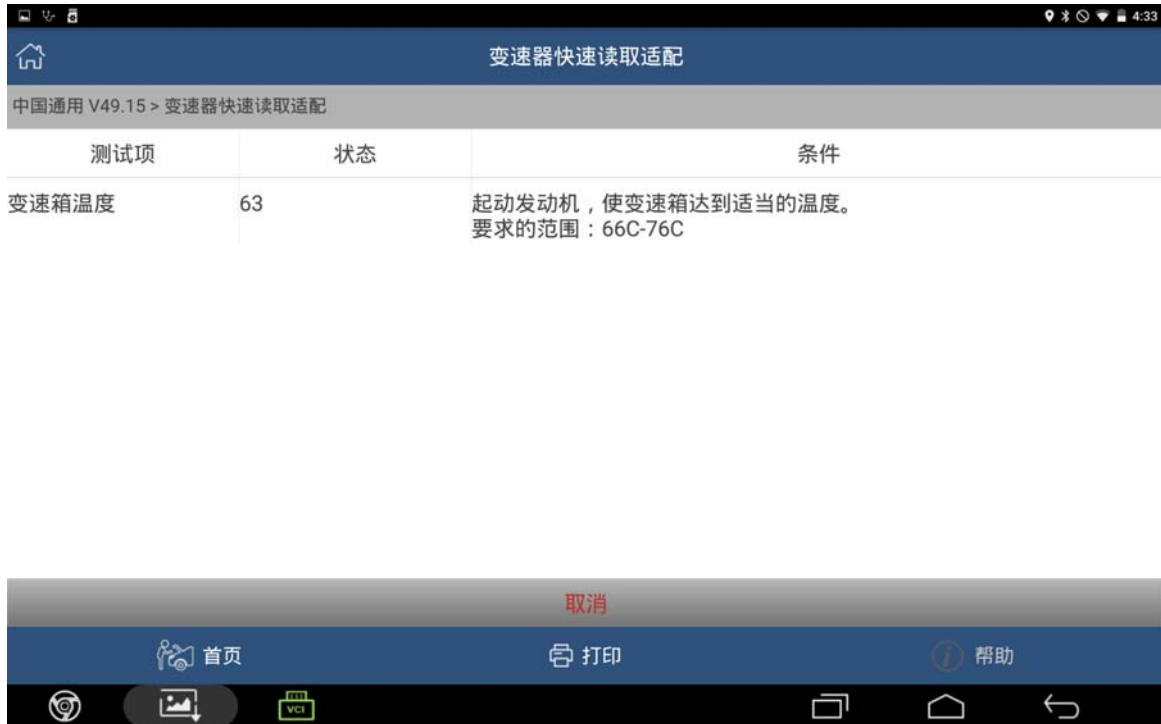 4:33
变速器快速读取适配
中国通用 V49.15 > 变速器快速读取适配
测试项 状态 条件
变速箱温度 63 起动发动机，使变速箱达到适当的温度。
要求的范围：66C-76C
取消
首页 打印 帮助
VCI